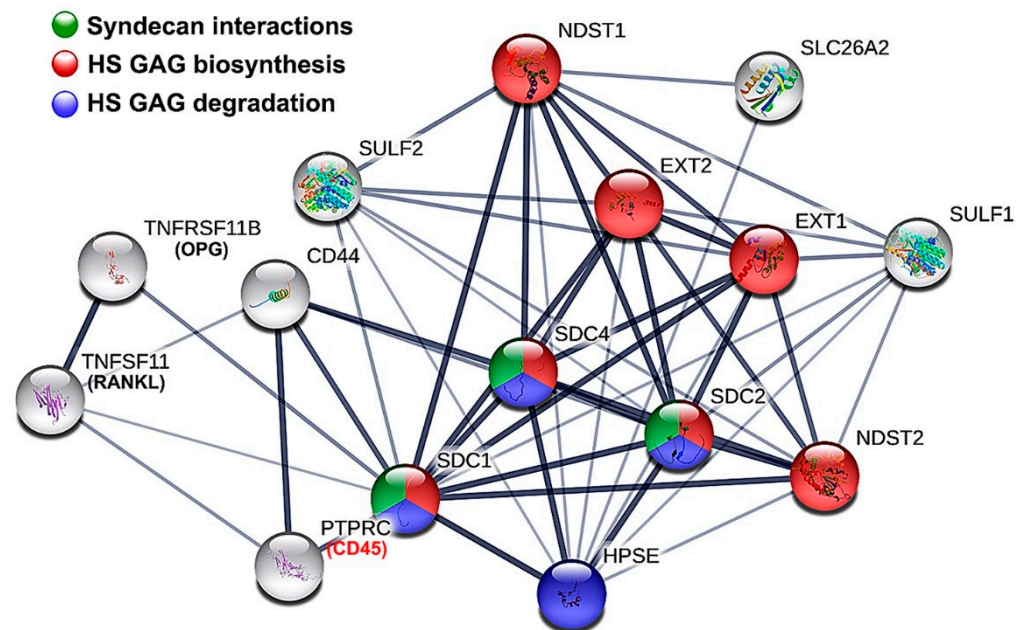 Syndecan interactions
HS GAG biosynthesis
HS GAG degradation
NDST1
SLC26A2
SULF2
EXT2
TNFRSF11B
(OPG)
CD44
EXT1
SULF1
SDC4
TNFSF11
(RANKL)
SDC2
NDST2
SDC1
PTPRC
(CD45)
HPSE